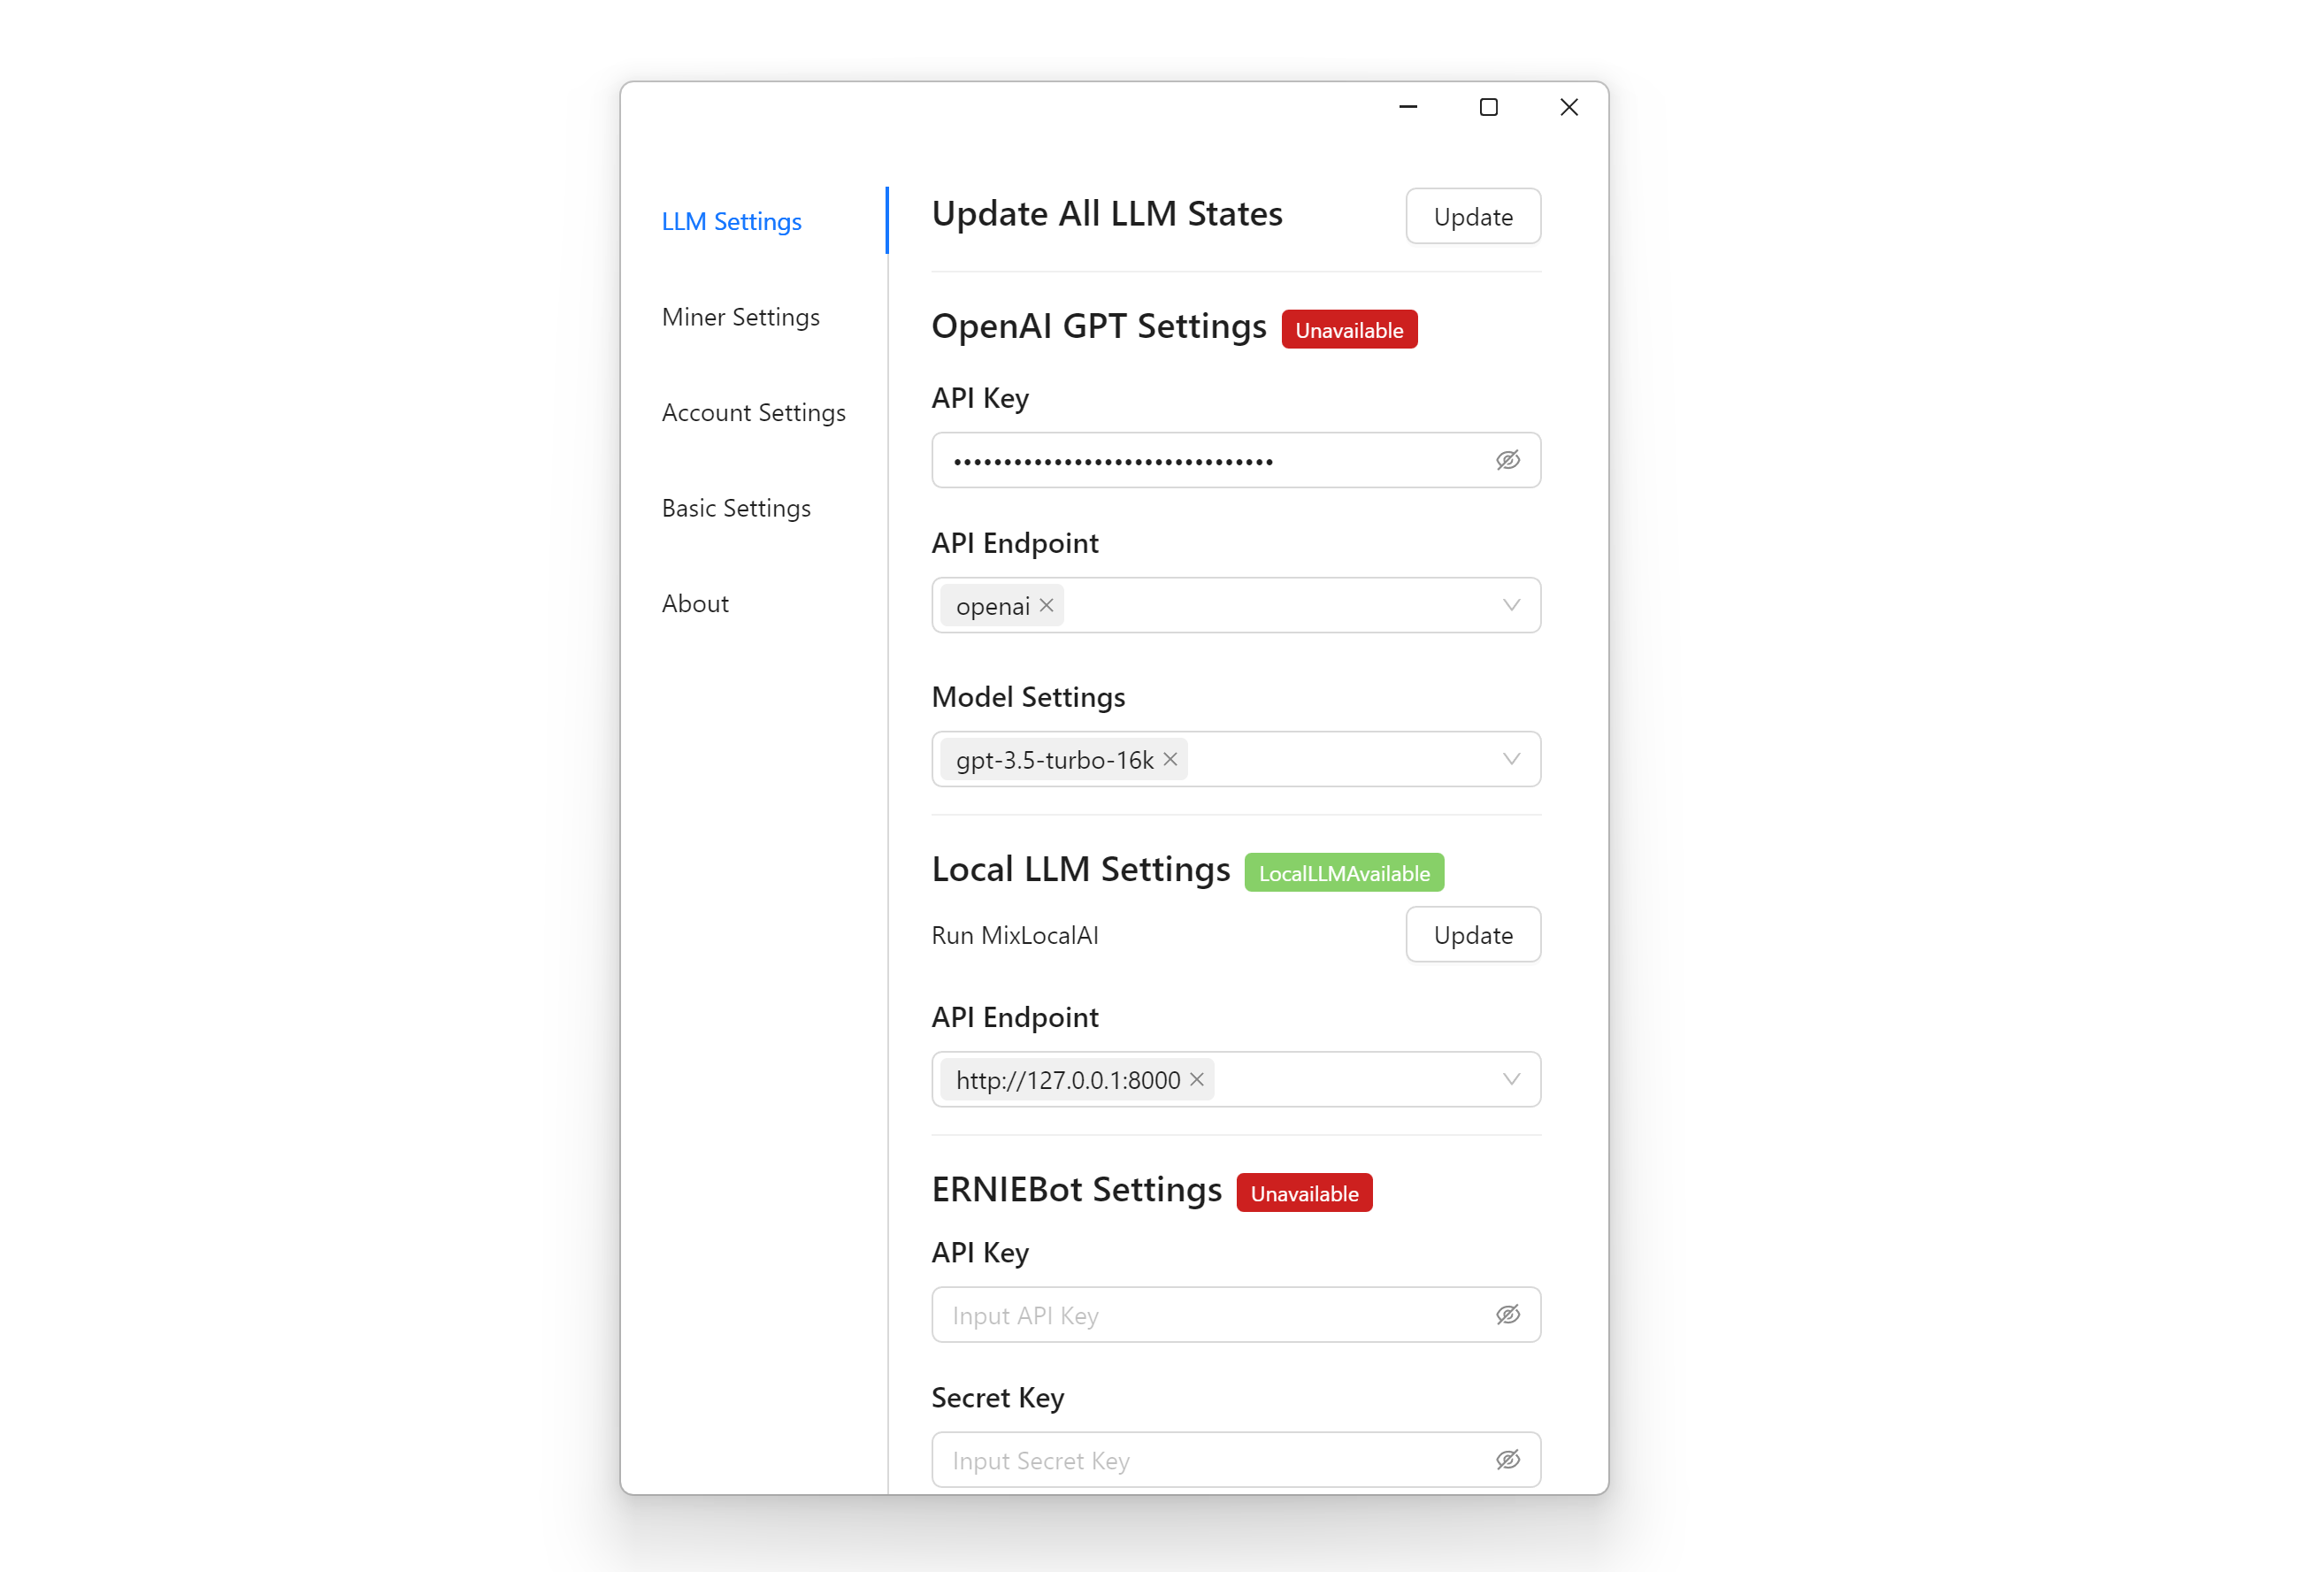 LLM Settings
Miner Settings
Account Settings
Basic Settings
About
Update All LLM States
Update
OpenAI GPT Settings
Unavailable
API Key
••••••••••••••••••••••••••••••••
API Endpoint
openai
Model Settings
gpt-3.5-turbo-16k
Local LLM Settings
LocalLLMAvailable
Run MixLocalAI
Update
API Endpoint
http://127.0.0.1:8000
ERNIEBot Settings
Unavailable
API Key
Input API Key
Secret Key
Input Secret Key